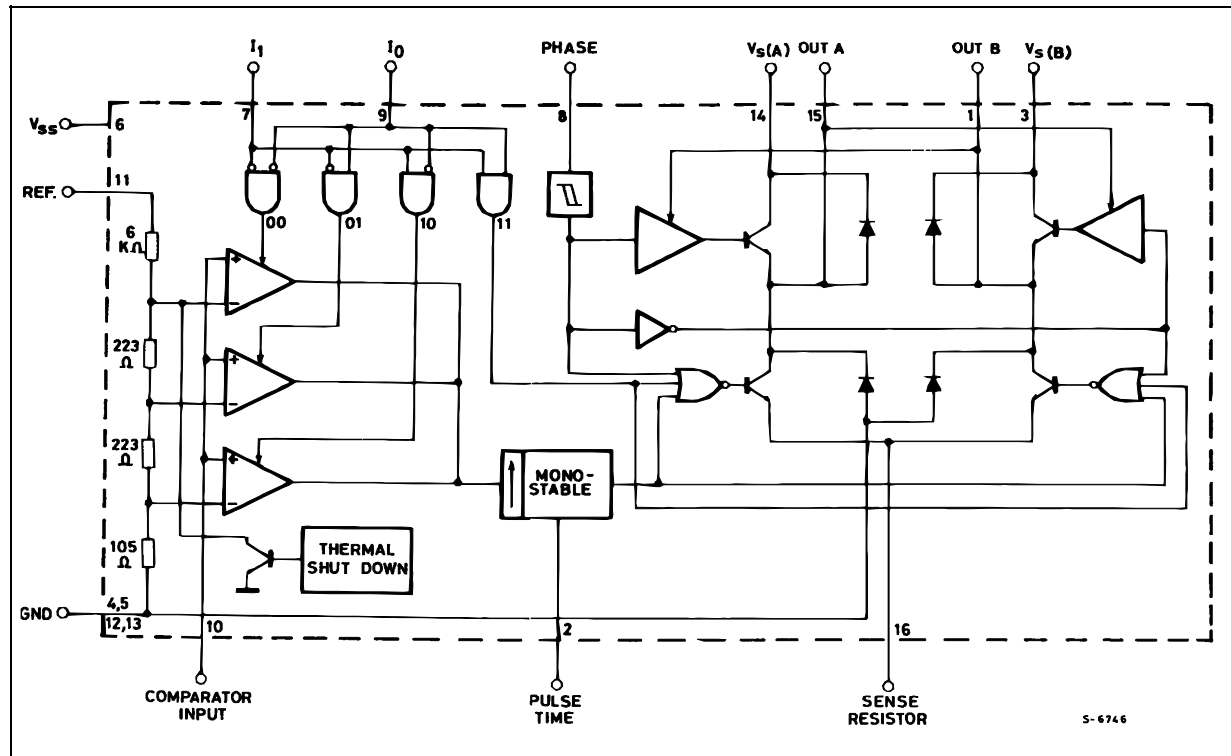 I1 I0 PHASE VS(A) OUT A OUT B VS(B)
7 9 8 14 15 1 3
VSS 6
REF. 11
00 01 10 11
6
KΩ
+
−
223
Ω
+
−
223
Ω
+
−
MONO-
STABLE
105
Ω
THERMAL
SHUT DOWN
4,5
GND
12,13 10 2 16
COMPARATOR
INPUT
PULSE
TIME
SENSE
RESISTOR
S-6746